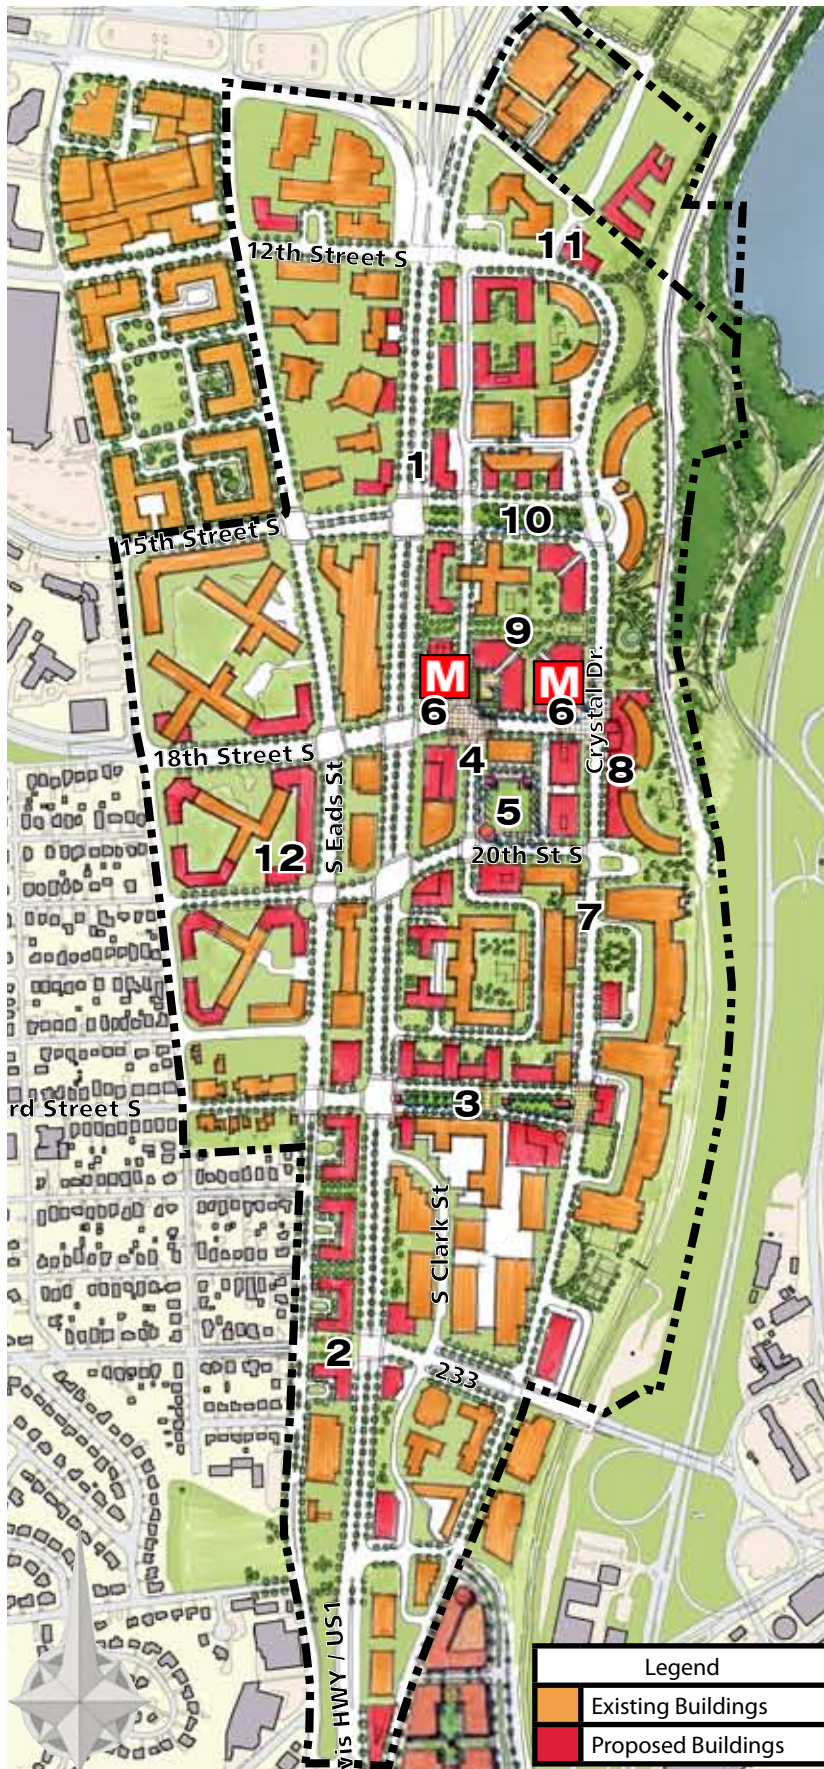 11
12th Street S
1
10
15th Street S
9
M
M
6
6
Crystal Dr.
18th Street S
4
8
S Eads St
5
12
20th St S
7
rd Street S
3
S Clark St
2
233
vis HWY / US1
Legend
Existing Buildings
Proposed Buildings